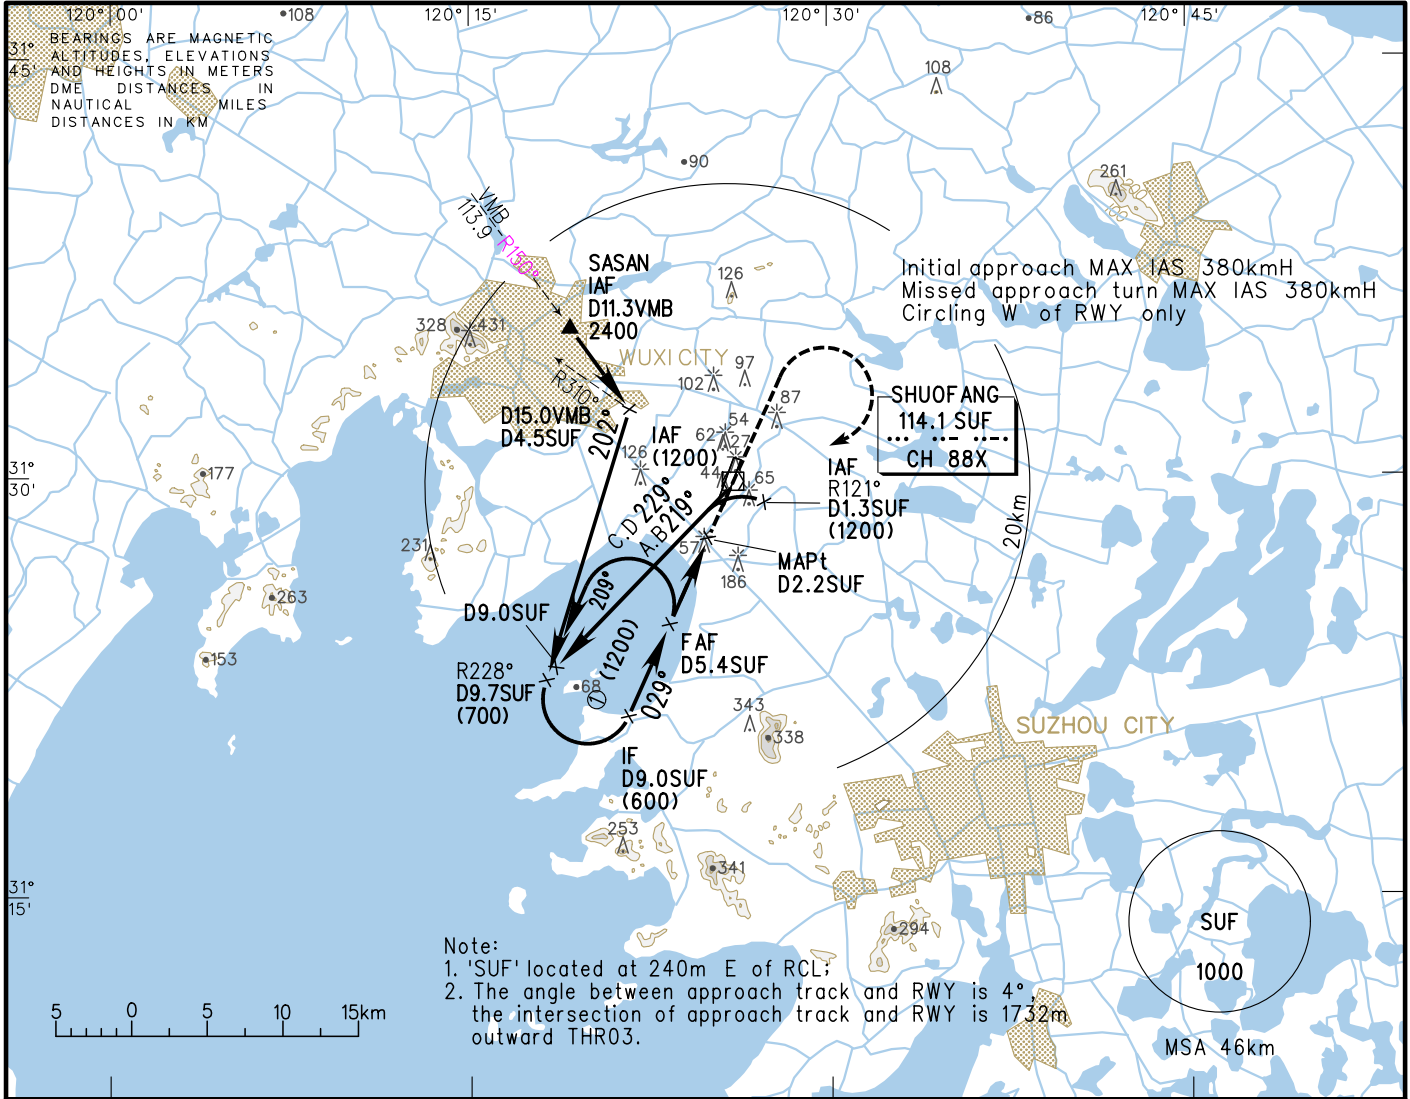 120° 00'
108
120° 15'
120° 30'
86
120° 45'
BEARINGS ARE MAGNETIC
ALTITUDES, ELEVATIONS
AND HEIGHTS IN METERS
DME DISTANCES IN
NAUTICAL MILES
DISTANCES IN KM
31°
45'
108
90
261
VMB
113.9
R150°
SASAN
IAF
D11.3VMB
2400
126
Initial approach MAX IAS 380kmH
Missed approach turn MAX IAS 380kmH
Circling W of RWY only
328
431
WUXI CITY
R310°
97
102
87
SHUOFANG
114.1 SUF
CH 88X
D15.0VMB
D4.5SUF
202°
IAF
(1200)
54
62
27
126
44
65
IAF
R121°
D1.3SUF
(1200)
31°
30'
177
C.D 229°
A.B 219°
20km
231
57
186
MAPt
D2.2SUF
263
209°
D9.0SUF
153
(1200)
1
FAF
D5.4SUF
R228°
D9.7SUF
(700)
68
029°
343
338
SUZHOU CITY
IF
D9.0SUF
(600)
253
341
31°
15'
294
SUF
1000
MSA 46km
Note:
1. 'SUF' located at 240m E of RCL;
2. The angle between approach track and RWY is 4°,
the intersection of approach track and RWY is 1732m
outward THR03.
5 0 5 10 15km